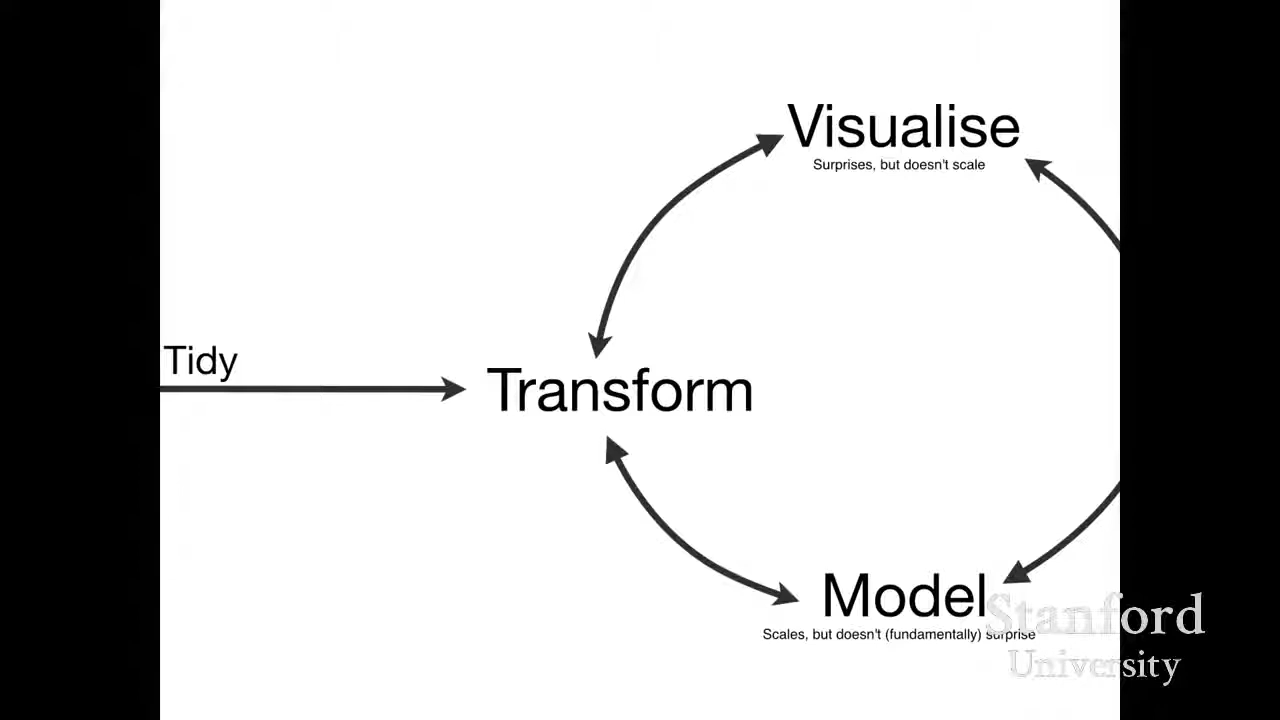 Visualise
Surprises, but doesn't scale
Tidy
Transform
Model
Scales, but doesn't (fundamentally) surprise
Stanford
University